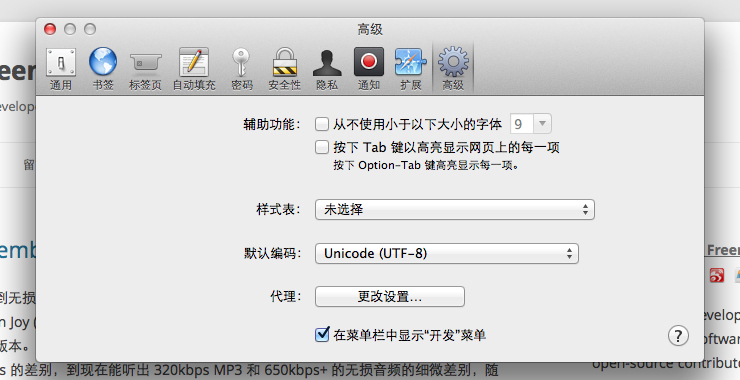 高级
通用
书签
标签页
自动填充
密码
安全性
隐私
通知
扩展
高级
辅助功能:
从不使用小于以下大小的字体
9
按下 Tab 键以高亮显示网页上的每一项
按下 Option-Tab 键高亮显示每一项。
样式表:
未选择
默认编码:
Unicode (UTF-8)
代理:
更改设置...
在菜单栏中显示“开发”菜单
?
reen
evelo
留
emb
到无损
n Joy (
版本。
s 的差别，到现在能听出 320kbps MP3 和 650kbps+ 的无损音频的细微差别，随
Freen
evelop
oftwar
open-source contribute